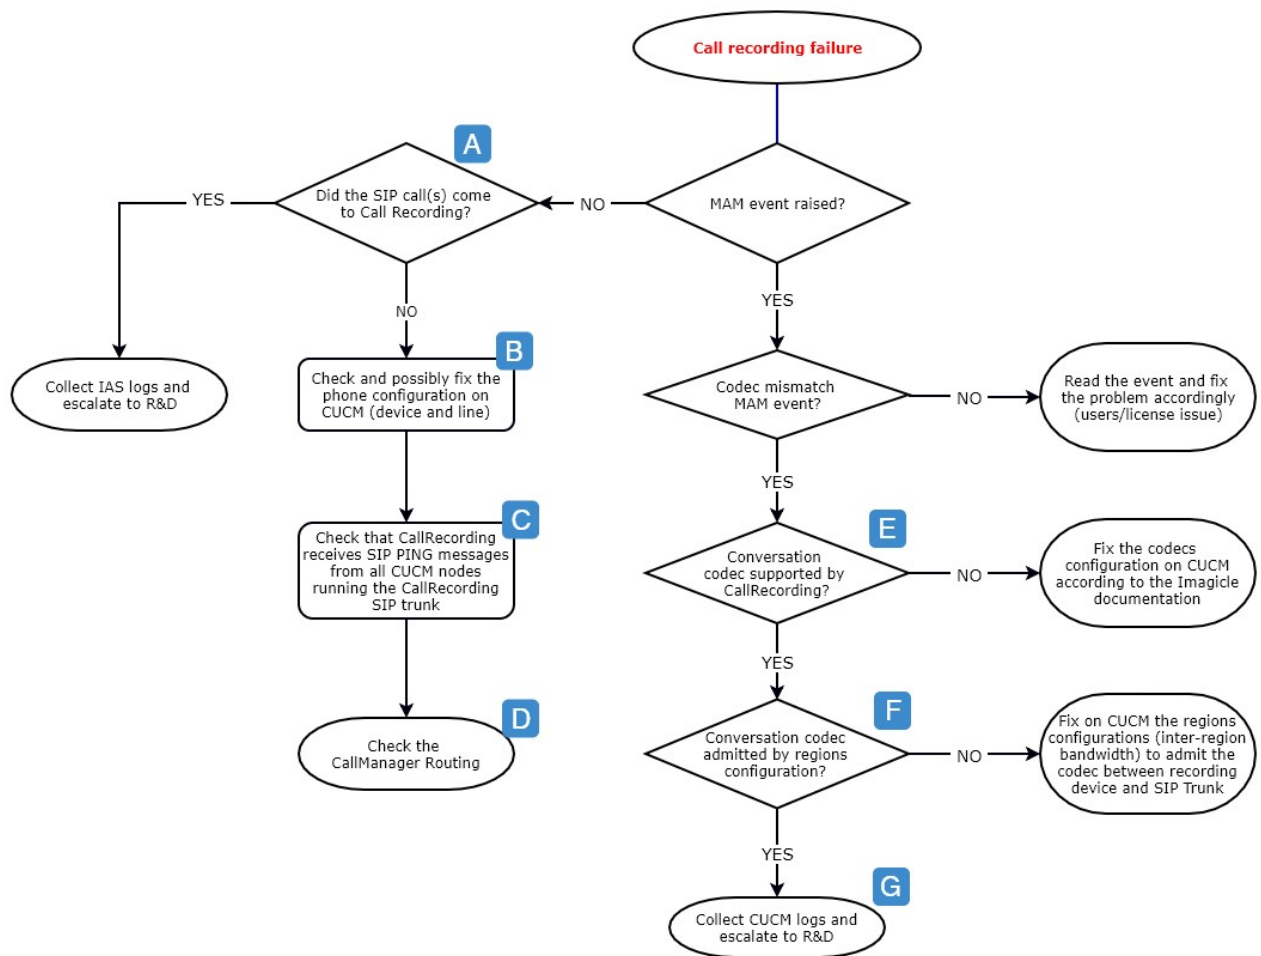 Call recording failure
A
Did the SIP call(s) come
to Call Recording?
YES
NO
MAM event raised?
YES
NO
B
Collect IAS logs and
escalate to R&D
Check and possibly fix the
phone configuration on
CUCM (device and line)
Codec mismatch
MAM event?
NO
Read the event and fix
the problem accordingly
(users/license issue)
YES
C
Check that CallRecording
receives SIP PING messages
from all CUCM nodes
running the CallRecording
SIP trunk
E
Conversation
codec supported by
CallRecording?
NO
Fix the codecs
configuration on CUCM
according to the Imagicle
documentation
YES
D
Check the
CallManager Routing
F
Conversation codec
admitted by regions
configuration?
NO
Fix on CUCM the regions
configurations (inter-region
bandwidth) to admit the
codec between recording
device and SIP Trunk
YES
G
Collect CUCM logs and
escalate to R&D